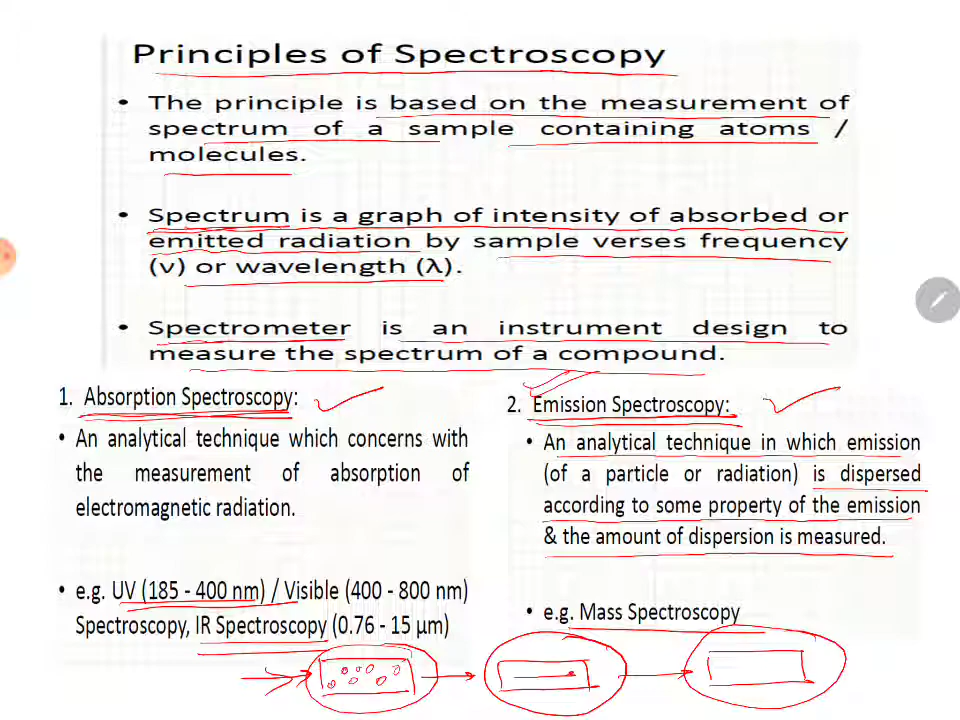 Principles of Spectroscopy
• The principle is based on the measurement of
spectrum of a sample containing atoms /
molecules.
• Spectrum is a graph of intensity of absorbed or
emitted radiation by sample verses frequency
(ν) or wavelength (λ).
• Spectrometer is an instrument design to
measure the spectrum of a compound.
1. Absorption Spectroscopy:
• An analytical technique which concerns with
the measurement of absorption of
electromagnetic radiation.
• e.g. UV (185 - 400 nm) / Visible (400 - 800 nm)
Spectroscopy, IR Spectroscopy (0.76 - 15 μm)
2. Emission Spectroscopy:
• An analytical technique in which emission
(of a particle or radiation) is dispersed
according to some property of the emission
& the amount of dispersion is measured.
• e.g. Mass Spectroscopy